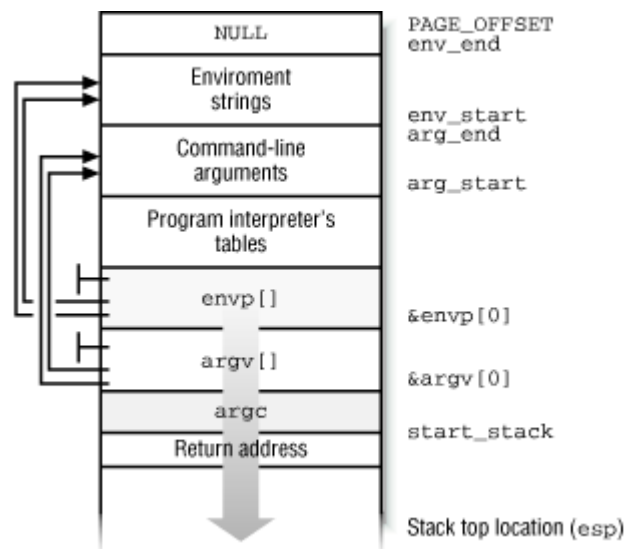 NULL
PAGE_OFFSET
env_end
Enviroment
strings
env_start
arg_end
Command-line
arguments
arg_start
Program interpreter's
tables
envp[]
&envp[0]
argv[]
&argv[0]
argc
start_stack
Return address
Stack top location (esp)